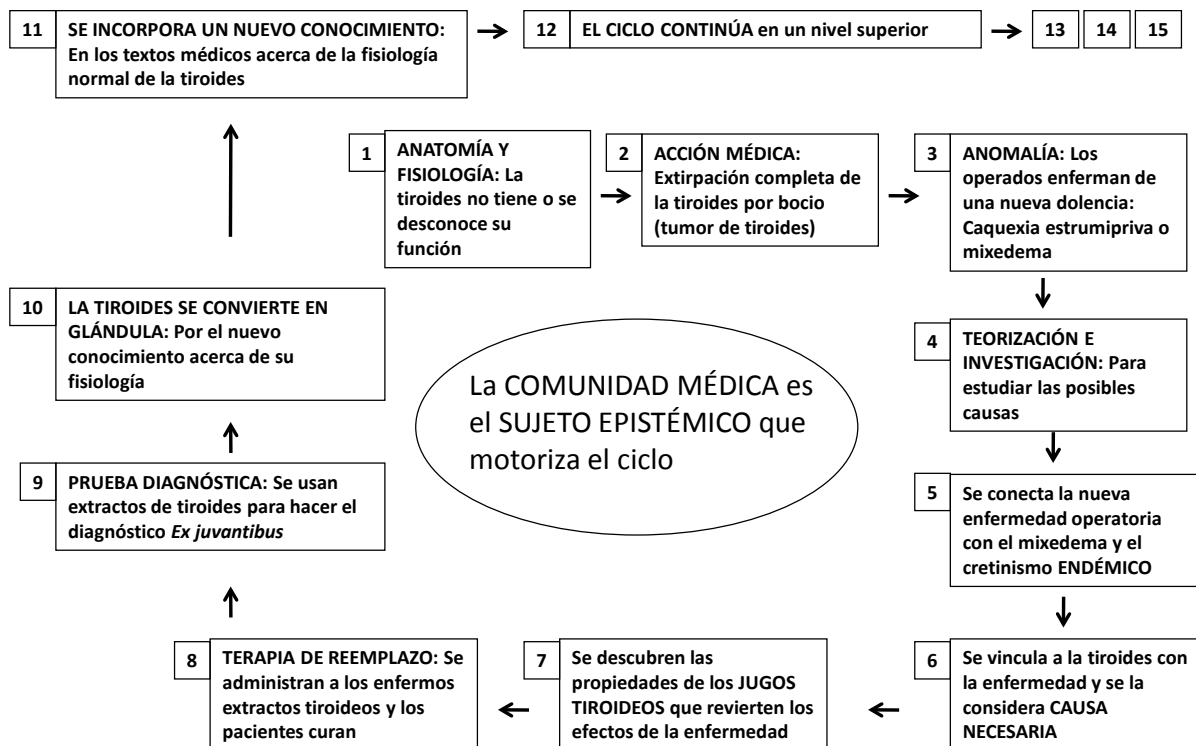 11
SE INCORPORA UN NUEVO CONOCIMIENTO:
En los textos médicos acerca de la fisiología
normal de la tiroides
12
EL CICLO CONTINÚA en un nivel superior
13
14
15
1
ANATOMÍA Y
FISIOLOGÍA: La
tiroides no tiene o se
desconoce su
función
2
ACCIÓN MÉDICA:
Extirpación completa de
la tiroides por bocio
(tumor de tiroides)
3
ANOMALÍA: Los
operados enferman de
una nueva dolencia:
Caquexia estrumipriva o
mixedema
4
TEORIZACIÓN E
INVESTIGACIÓN: Para
estudiar las posibles
causas
5
Se conecta la nueva
enfermedad operatoria
con el mixedema y el
cretinismo ENDÉMICO
6
Se vincula a la tiroides con
la enfermedad y se la
considera CAUSA
NECESARIA
7
Se descubren las
propiedades de los JUGOS
TIROIDEOS que revierten los
efectos de la enfermedad
8
TERAPIA DE REEMPLAZO: Se
administran a los enfermos
extractos tiroideos y los
pacientes curan
9
PRUEBA DIAGNÓSTICA: Se usan
extractos de tiroides para hacer el
diagnóstico Ex juvantibus
10
LA TIROIDES SE CONVIERTE EN
GLÁNDULA: Por el nuevo
conocimiento acerca de su
fisiología
La COMUNIDAD MÉDICA es
el SUJETO EPISTÉMICO que
motoriza el ciclo